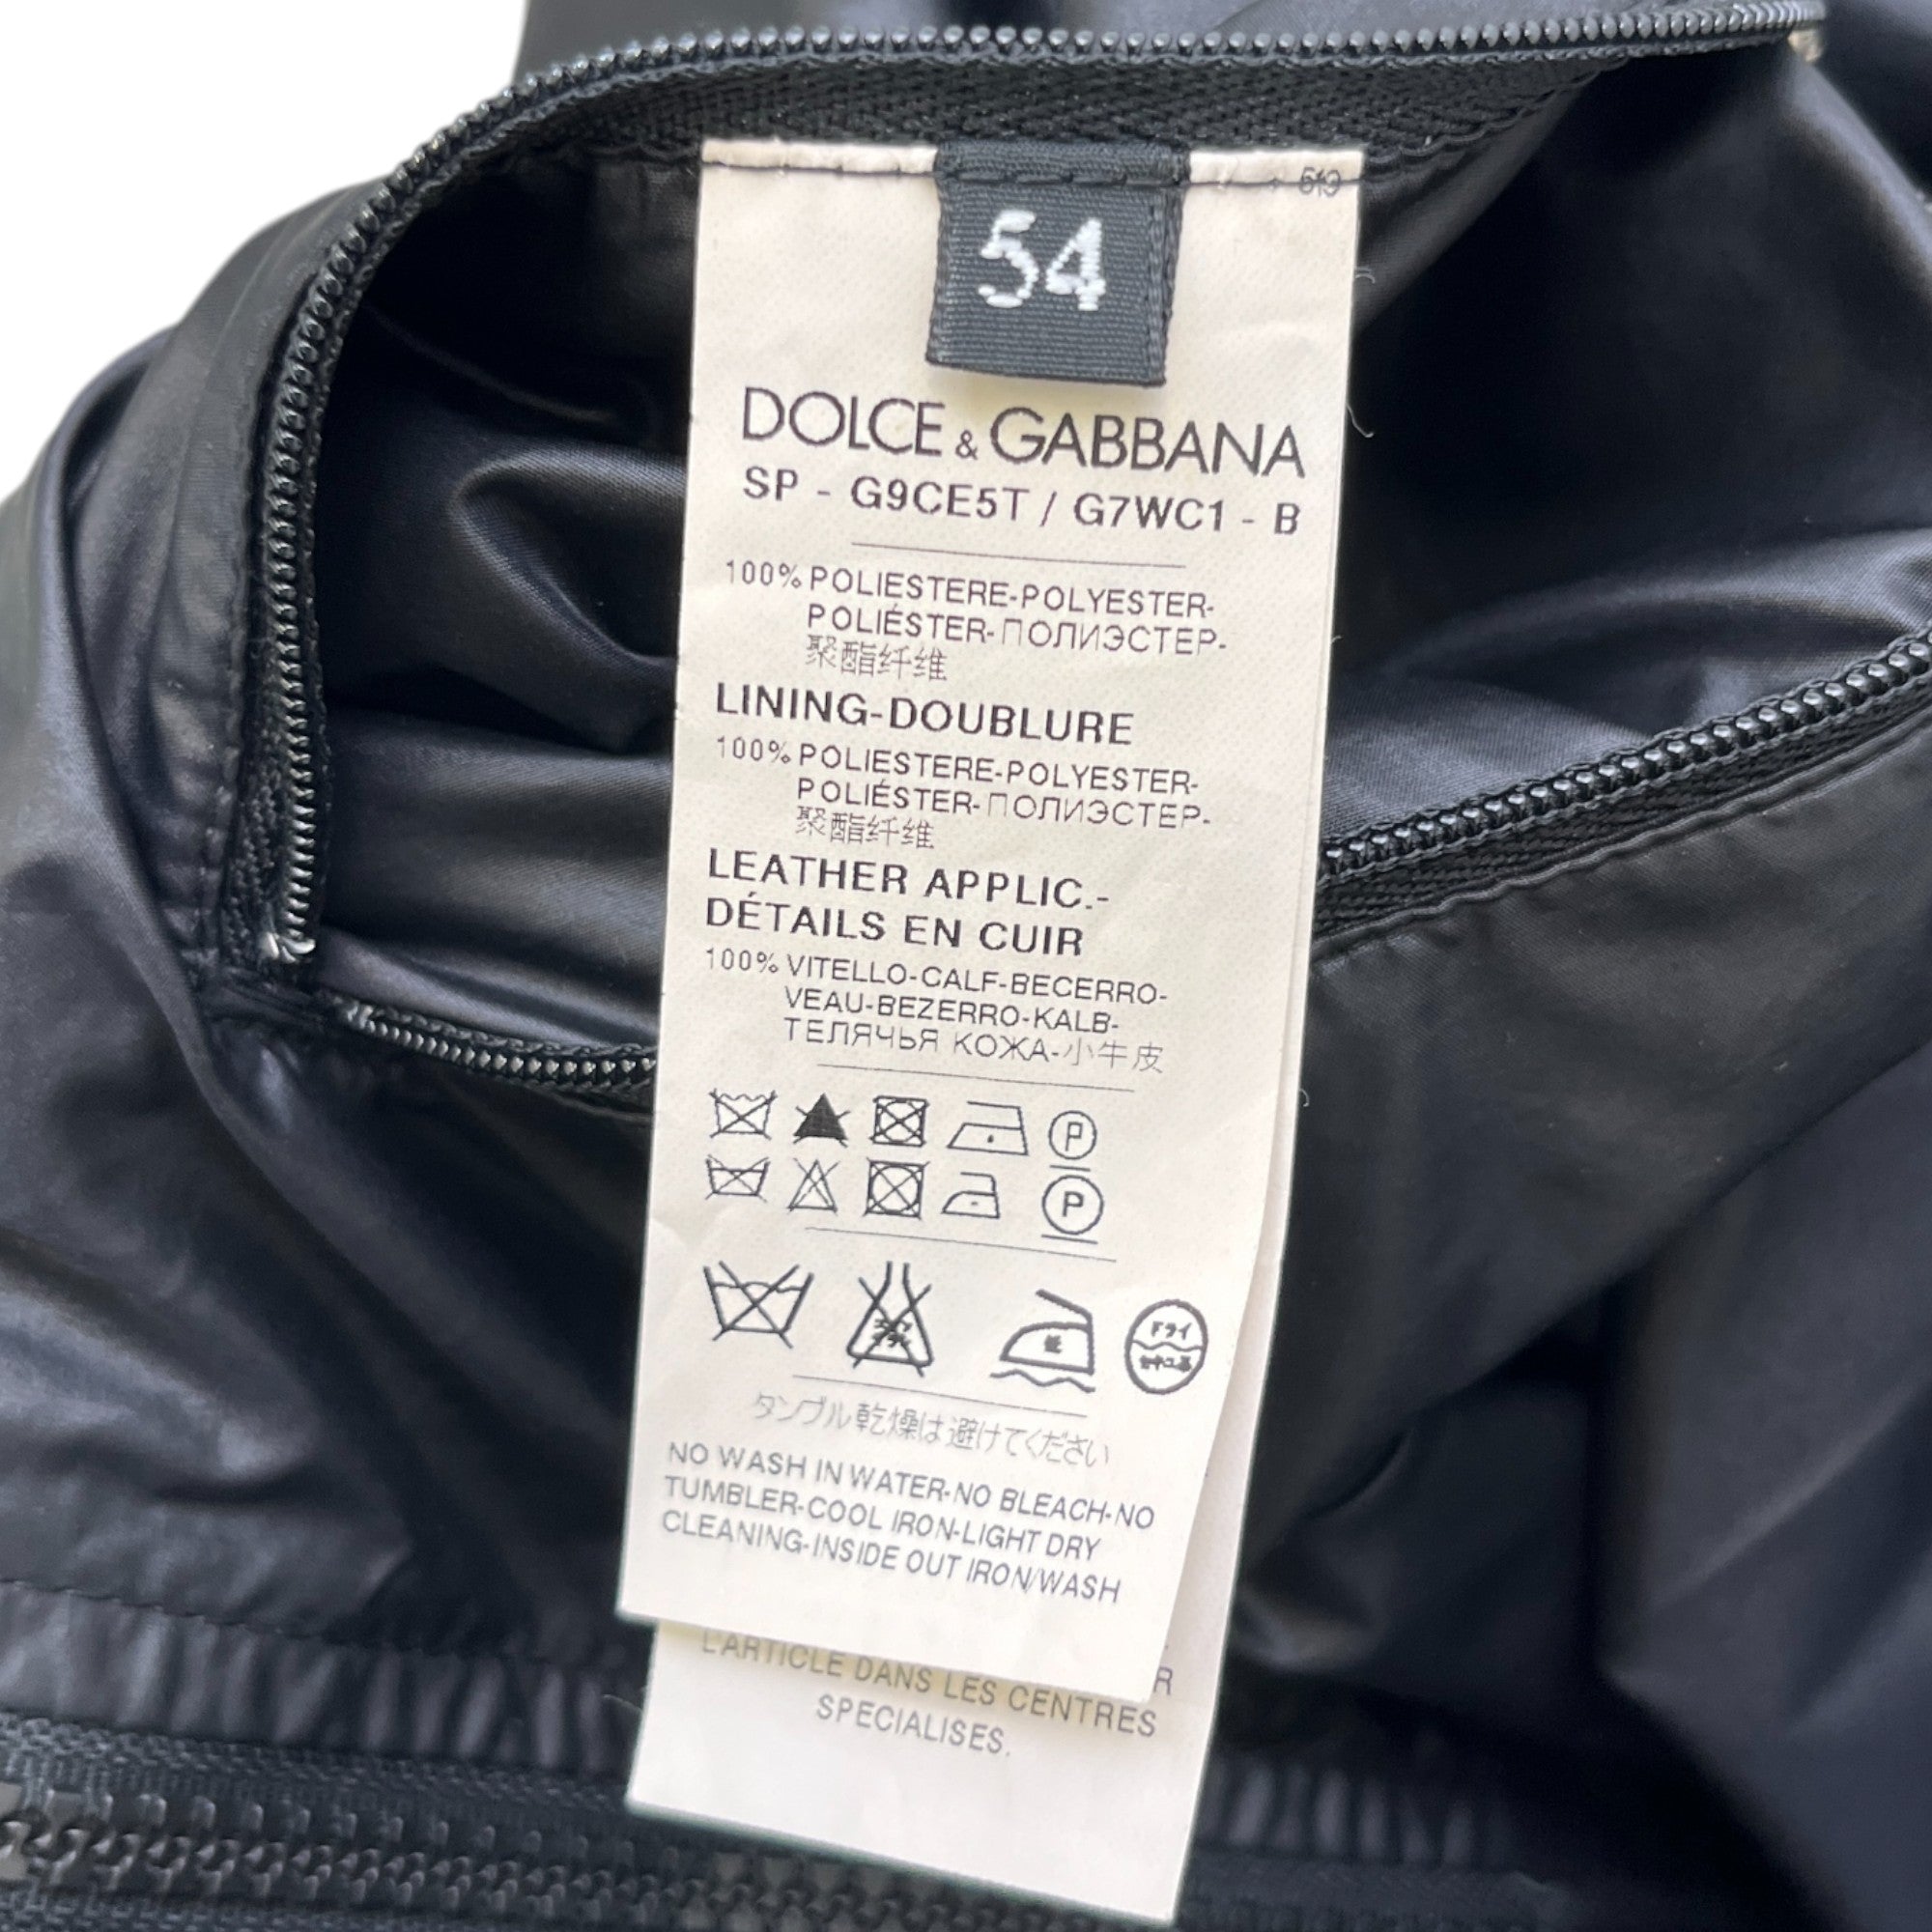 54
DOLCE & GABBANA
SP - G9CE5T / G7WC1 - B
100% POLIESTERE-POLYESTER-
POLIÉSTER-ПОЛИЭСТЕР-
聚酯纤维
LINING-DOUBLURE
100% POLIESTERE-POLYESTER-
POLIÉSTER-ПОЛИЭСТЕР-
聚酯纤维
LEATHER APPLIC.-
DÉTAILS EN CUIR
100% VITELLO-CALF-BECERRO-
VEAU-BEZERRO-KALB-
ТЕЛЯЧЬЯ КОЖА-小牛皮
P
P
低
ドライ
タンブル乾燥は避けてください
NO WASH IN WATER-NO BLEACH-NO
TUMBLER-COOL IRON-LIGHT DRY
CLEANING-INSIDE OUT IRON/WASH
L'ARTICLE DANS LES CENTRES
SPECIALISES.